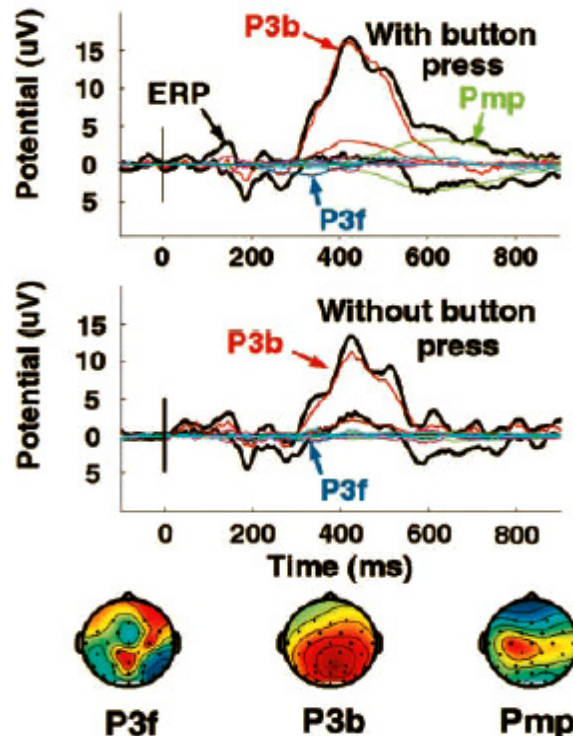 Potential (uV)
15
10
5
0
5
ERP
P3b
With button
press
Pmp
P3f
0
200
400
600
800
Potential (uV)
15
10
5
0
5
P3b
Without button
press
P3f
0
200
400
600
800
Time (ms)
P3f
P3b
Pmp